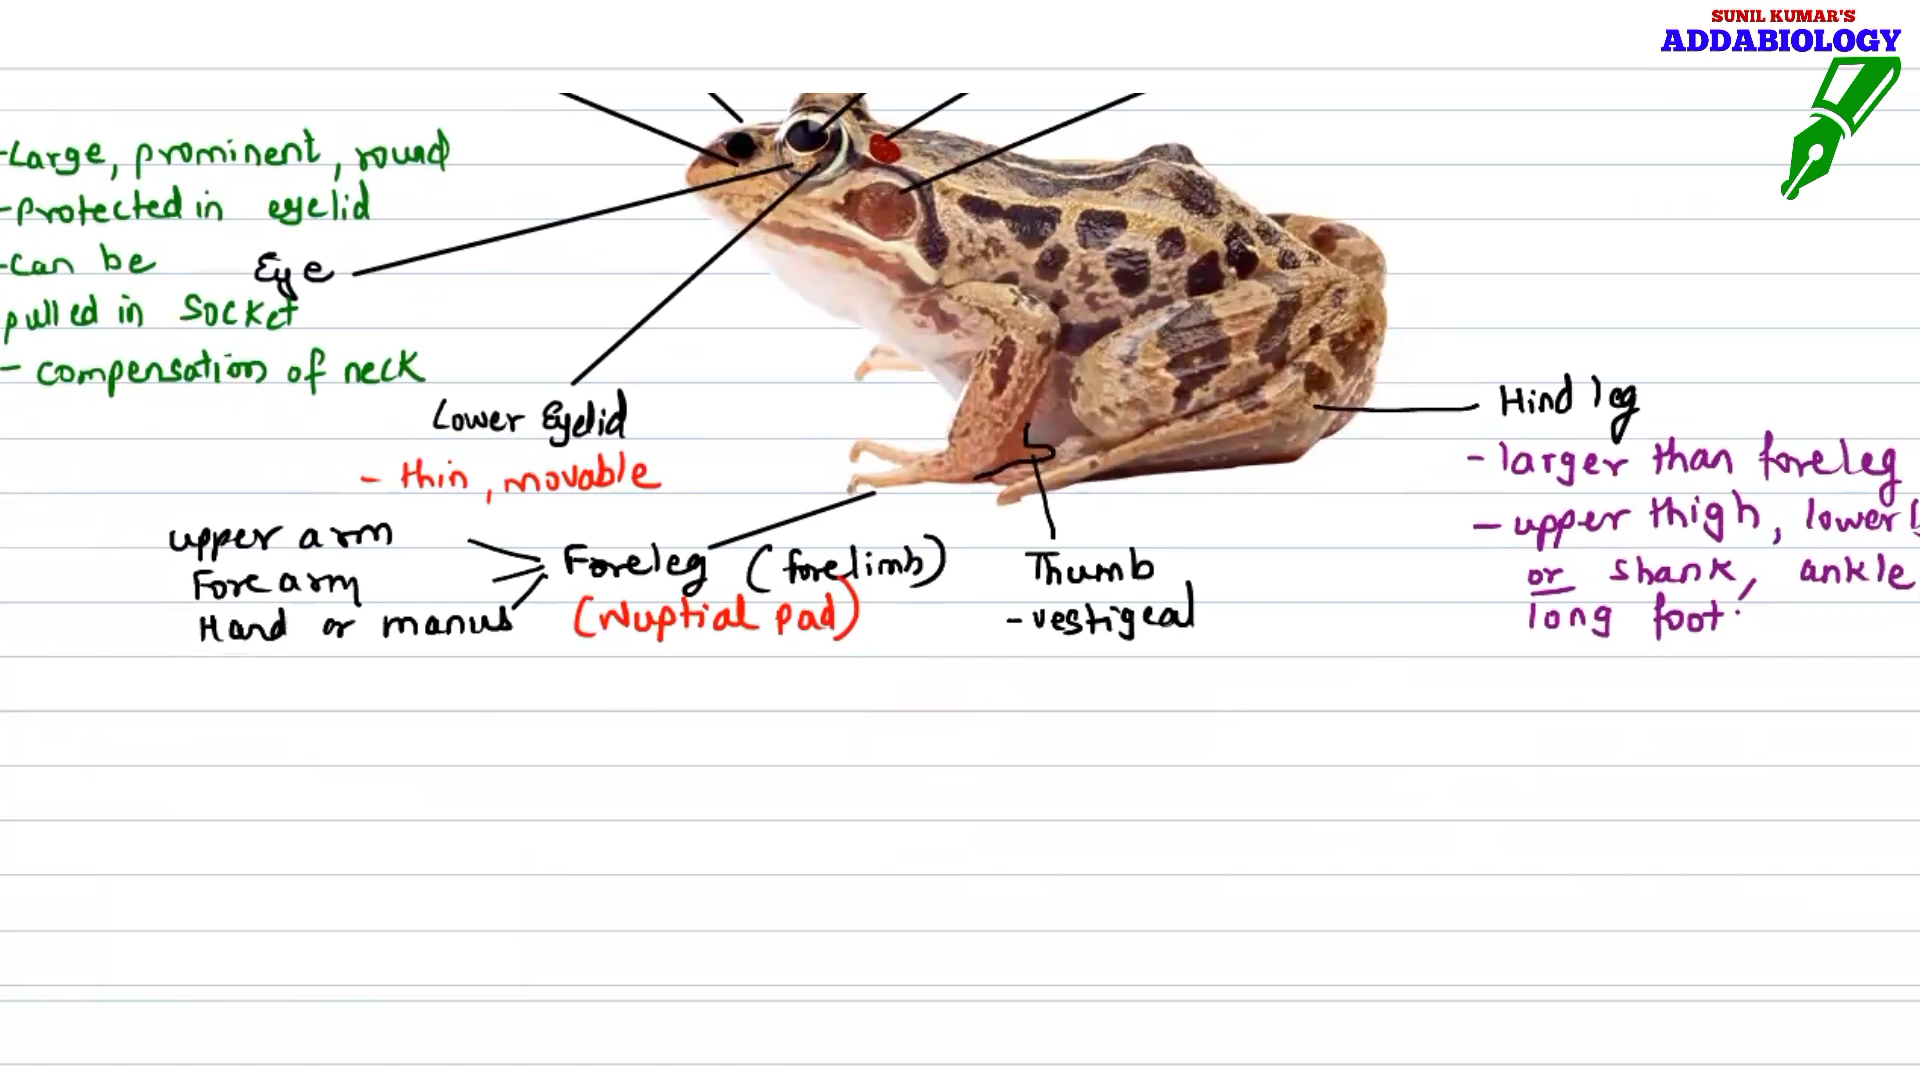 SUNIL KUMAR'S
ADDABIOLOGY
-Large, prominent, round
-protected in eyelid
-can be
pulled in socket
- compensation of neck
Eye
Lower Eyelid
- thin, movable
upper arm
Forearm
Hand or manus
Foreleg (forelimb)
(Nuptial pad)
Thumb
-vestigeal
Hind leg
-larger than foreleg
-upper thigh, lower
or shank, ankle
long foot.